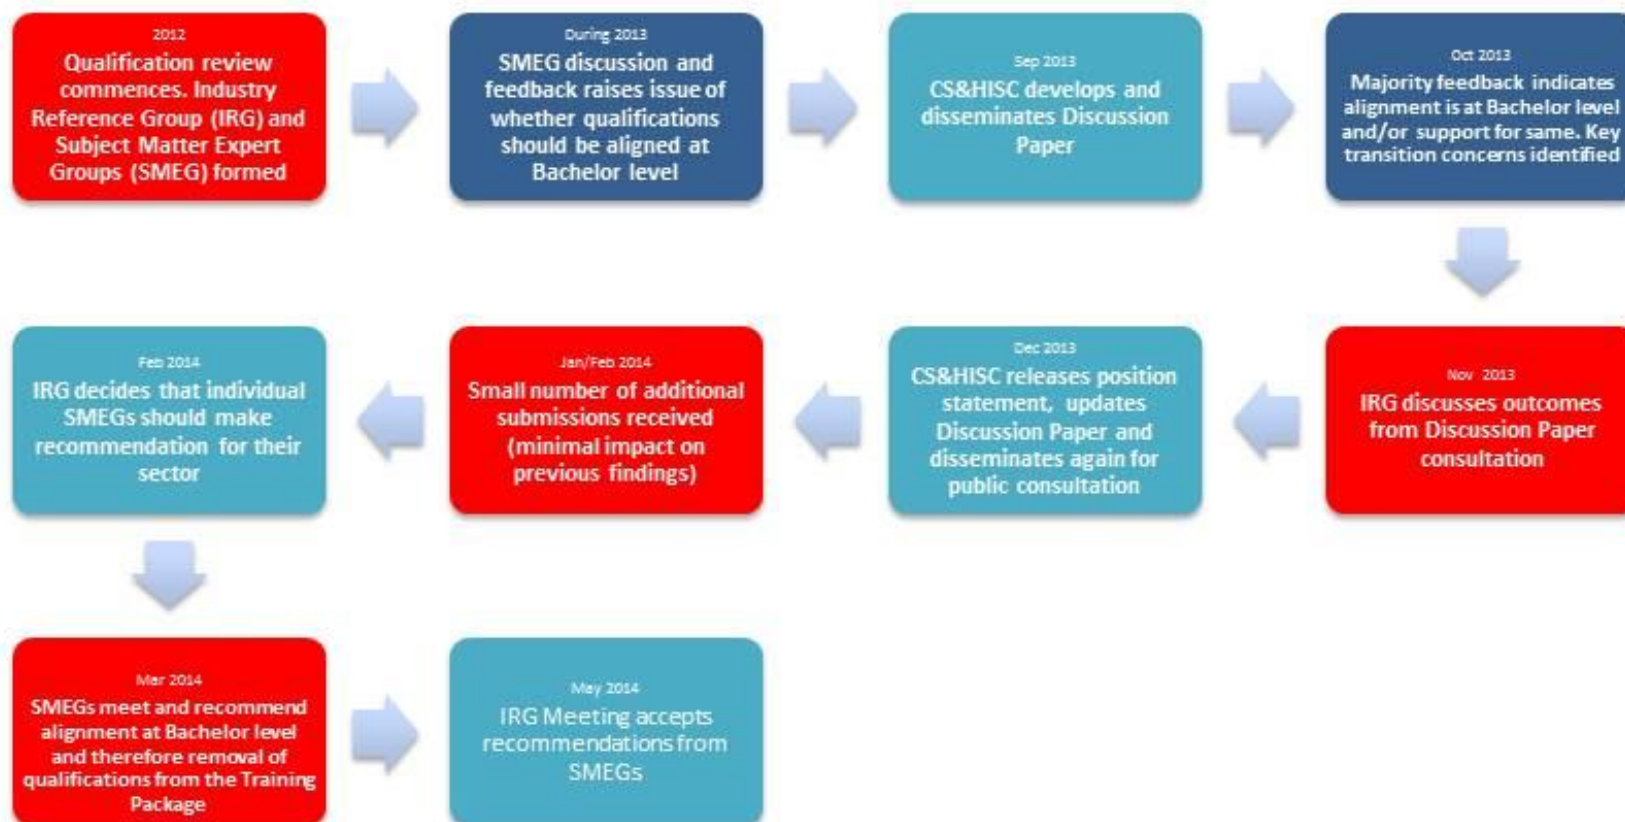 2012
Qualification review
commences. Industry
Reference Group (IRG) and
Subject Matter Expert
Groups (SMEG) formed
During 2013
SMEG discussion and
feedback raises issue of
whether qualifications
should be aligned at
Bachelor level
Sep 2013
CS&HISC develops and
disseminates Discussion
Paper
Oct 2013
Majority feedback indicates
alignment is at Bachelor level
and/or support for same. Key
transition concerns identified
Nov 2013
IRG discusses outcomes
from Discussion Paper
consultation
Dec 2013
CS&HISC releases position
statement, updates
Discussion Paper and
disseminates again for
public consultation
Jan/Feb 2014
Small number of additional
submissions received
(minimal impact on
previous findings)
Feb 2014
IRG decides that individual
SMEGs should make
recommendation for their
sector
Mar 2014
SMEGs meet and recommend
alignment at Bachelor level
and therefore removal of
qualifications from the Training
Package
May 2014
IRG Meeting accepts
recommendations from
SMEGs